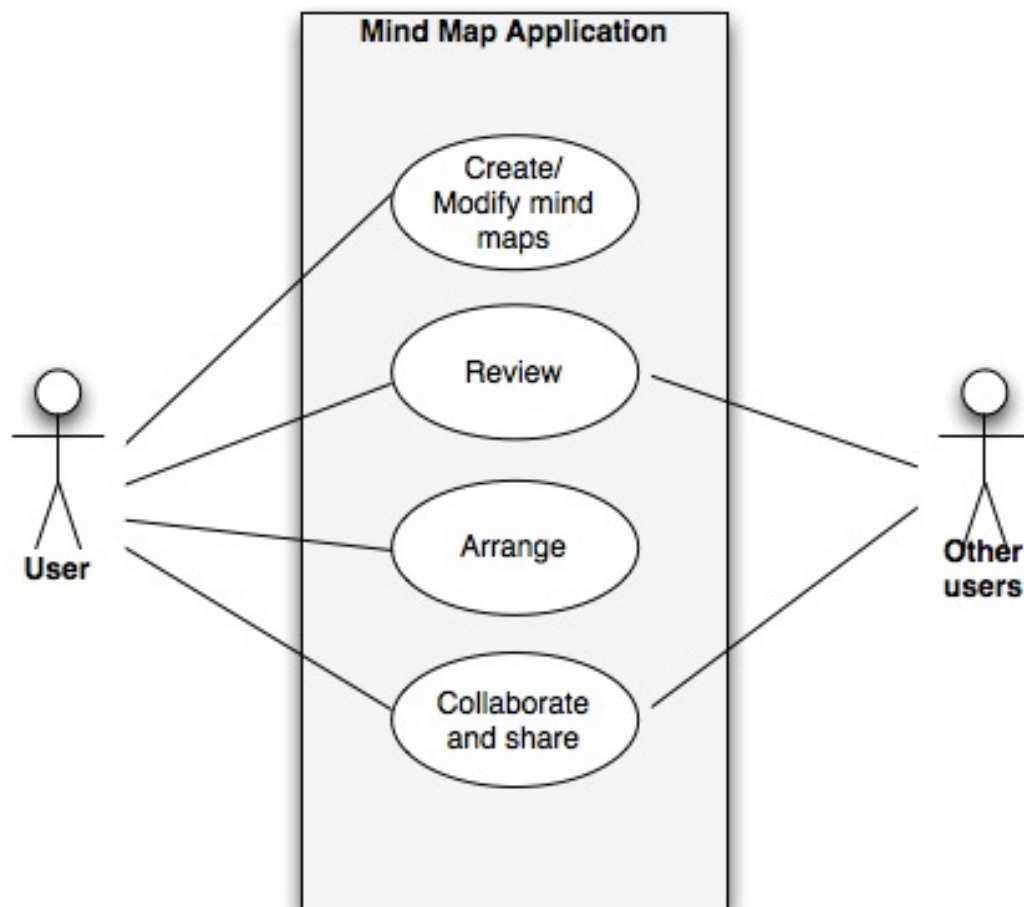 Mind Map Application
Create/
Modify mind
maps
Review
Arrange
Collaborate
and share
User
Other
users